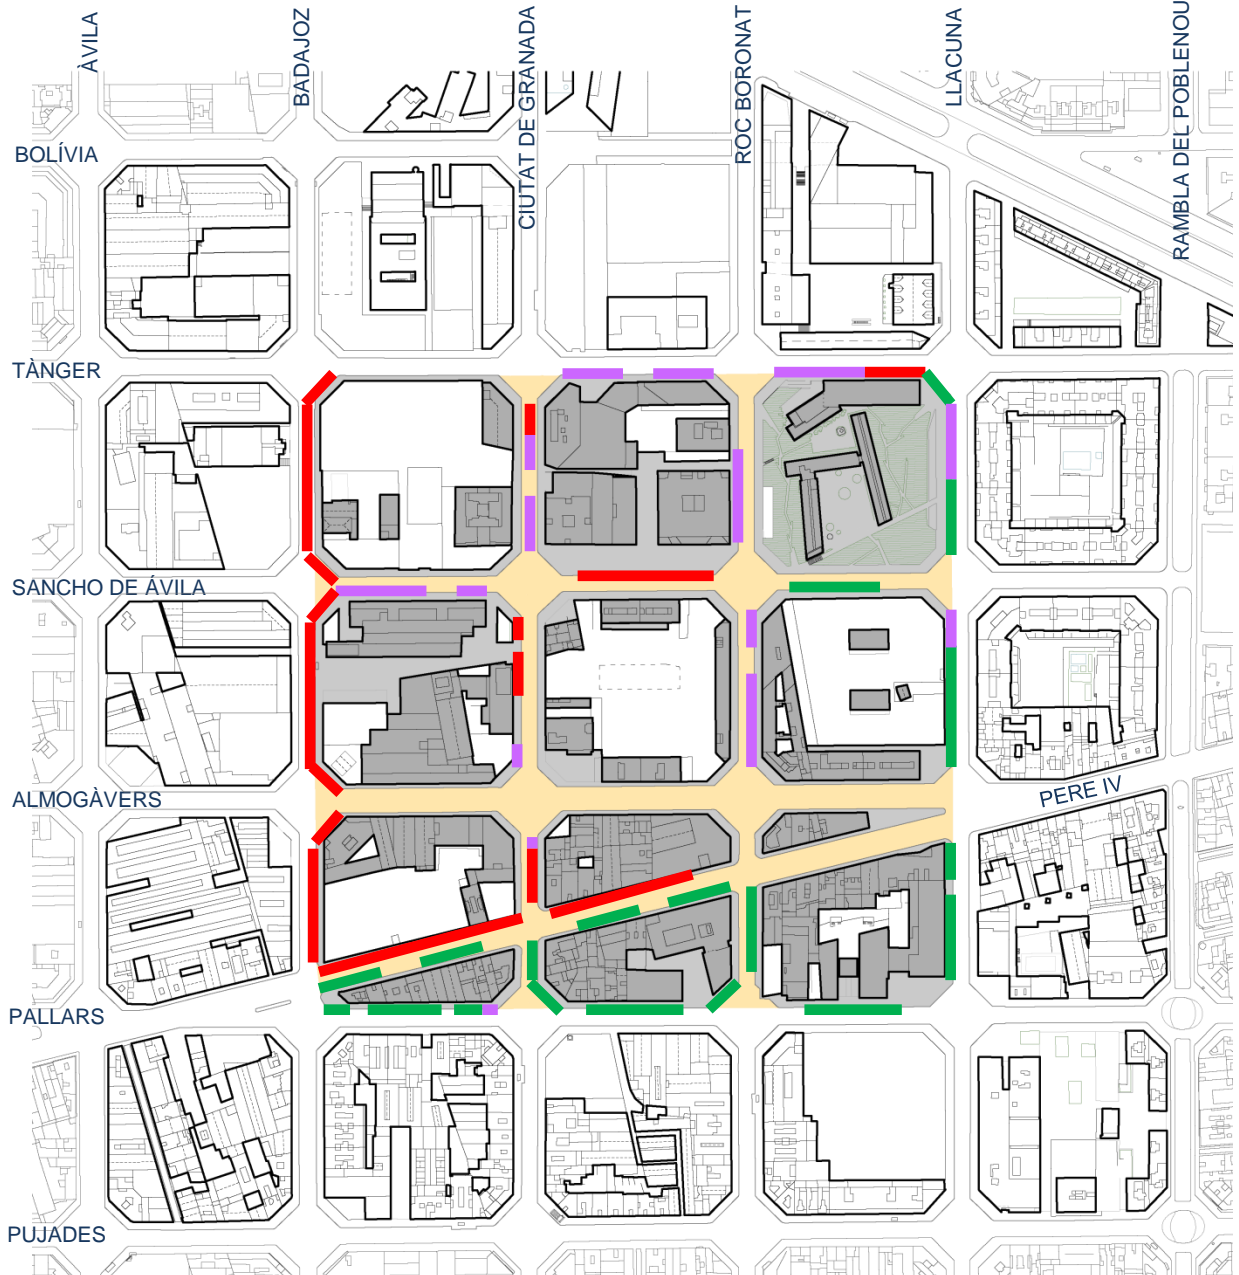 ÀVILA
BADAJOZ
CIUTAT DE GRANADA
ROC BORONAT
LLACUNA
RAMBLA DEL POBLENOU
BOLÍVIA
TÀNGER
SANCHO DE ÁVILA
ALMOGÀVERS
PERE IV
PALLARS
PUJADES